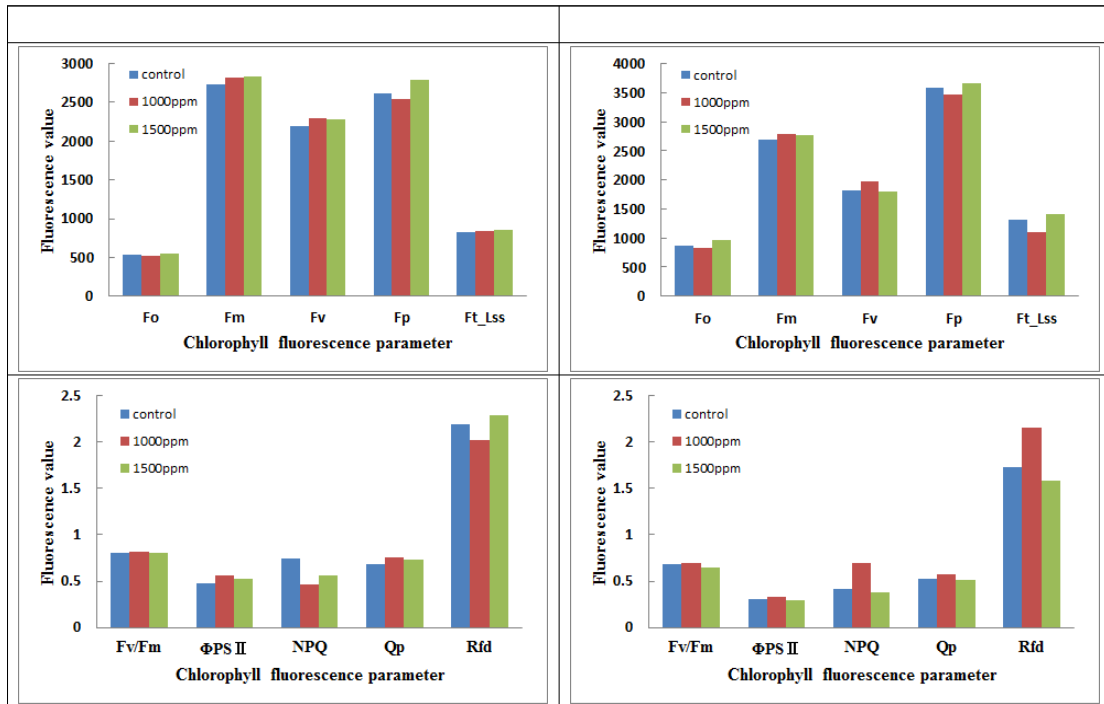 3000
2500
2000
1500
1000
500
0
Fluorescence value
control
1000ppm
1500ppm
Fo Fm Fv Fp Ft_Lss
Chlorophyll fluorescence parameter
4000
3500
3000
2500
2000
1500
1000
500
0
Fluorescence value
control
1000ppm
1500ppm
Fo Fm Fv Fp Ft_Lss
Chlorophyll fluorescence parameter
2.5
2
1.5
1
0.5
0
Fluorescence value
control
1000ppm
1500ppm
Fv/Fm ΦPSⅡ NPQ Qp Rfd
Chlorophyll fluorescence parameter
2.5
2
1.5
1
0.5
0
Fluorescence value
control
1000ppm
1500ppm
Fv/Fm ΦPSⅡ NPQ Qp Rfd
Chlorophyll fluorescence parameter